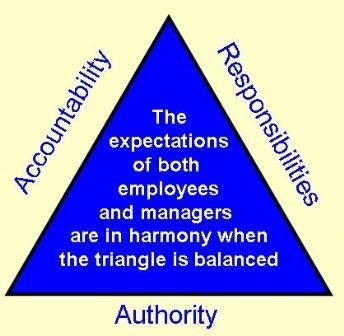 Accountability
Responsibilities
The
expectations
of both
employees
and managers
are in harmony when
the triangle is balanced
Authority